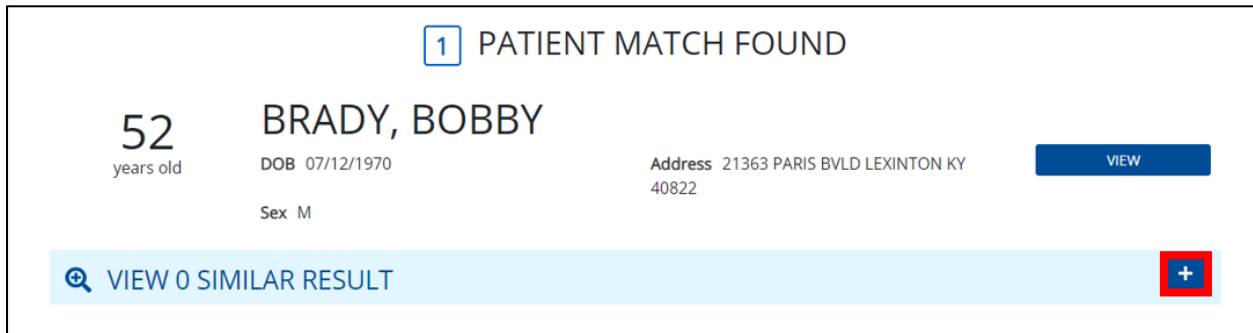 1 PATIENT MATCH FOUND
52
years old
BRADY, BOBBY
DOB 07/12/1970
Sex M
Address 21363 PARIS BVLD LEXINTON KY
40822
VIEW
VIEW 0 SIMILAR RESULT
+